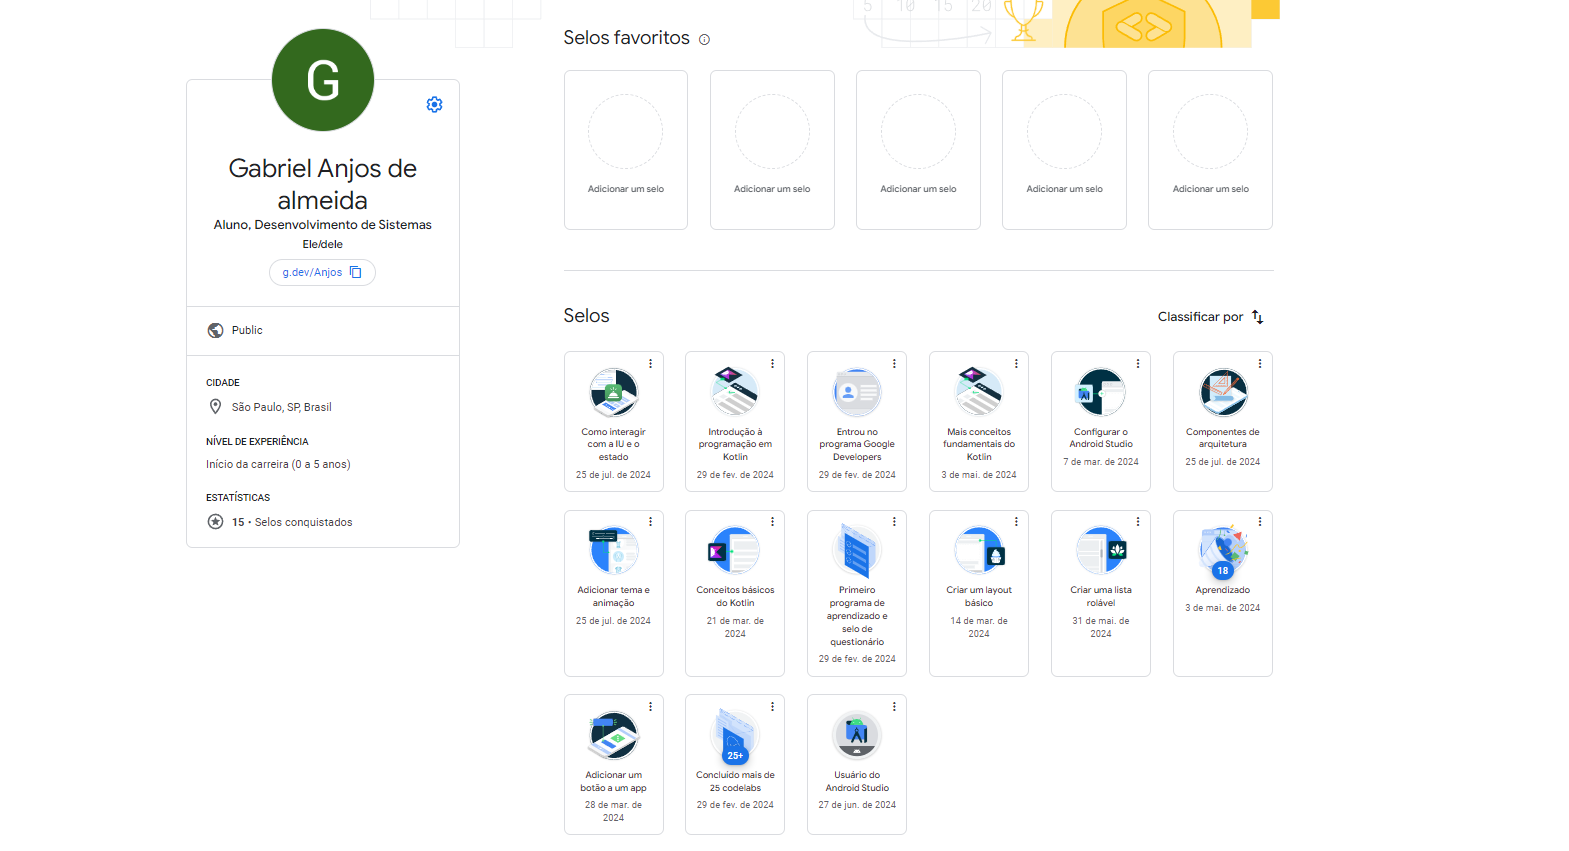 5 10 15 20
G
Gabriel Anjos de
almeida
Aluno, Desenvolvimento de Sistemas
Ele/dele
g.dev/Anjos
Public
CIDADE
São Paulo, SP, Brasil
NÍVEL DE EXPERIÊNCIA
Início da carreira (0 a 5 anos)
ESTATÍSTICAS
15 • Selos conquistados
Selos favoritos
Adicionar um selo
Adicionar um selo
Adicionar um selo
Adicionar um selo
Adicionar um selo
Selos
Classificar por
Como interagir
com a IU e o
estado
25 de jul. de 2024
Introdução à
programação em
Kotlin
29 de fev. de 2024
Entrou no
programa Google
Developers
29 de fev. de 2024
Mais conceitos
fundamentais do
Kotlin
3 de mai. de 2024
Configurar o
Android Studio
7 de mar. de 2024
Componentes de
arquitetura
25 de jul. de 2024
Adicionar tema e
animação
25 de jul. de 2024
Conceitos básicos
do Kotlin
21 de mar. de
2024
Primeiro
programa de
aprendizado e
selo de
questionário
29 de fev. de 2024
Criar um layout
básico
14 de mar. de
2024
Criar uma lista
rolável
31 de mai. de
2024
18
Aprendizado
3 de mai. de 2024
Adicionar um
botão a um app
28 de mar. de
2024
25+
Concluído mais de
25 codelabs
29 de fev. de 2024
Usuário do
Android Studio
27 de jun. de 2024